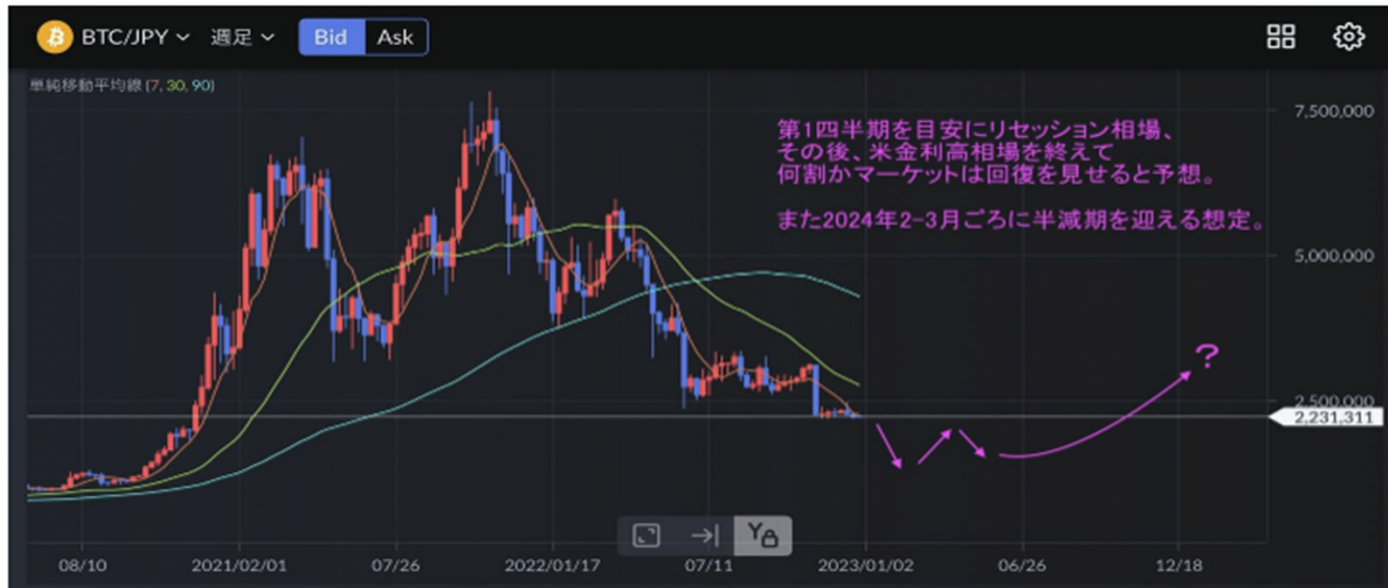 BTC/JPY 週足 Bid Ask
単純移動平均線 (7, 30, 90)
7,500,000
第1四半期を目安にリセッション相場、
その後、米金利高相場を終えて
何割かマーケットは回復を見せると予想。
また2024年2-3月ごろに半減期を迎える想定。
5,000,000
?
2,500,000
2,231,311
Y
08/10 2021/02/01 07/26 2022/01/17 07/11 2023/01/02 06/26 12/18